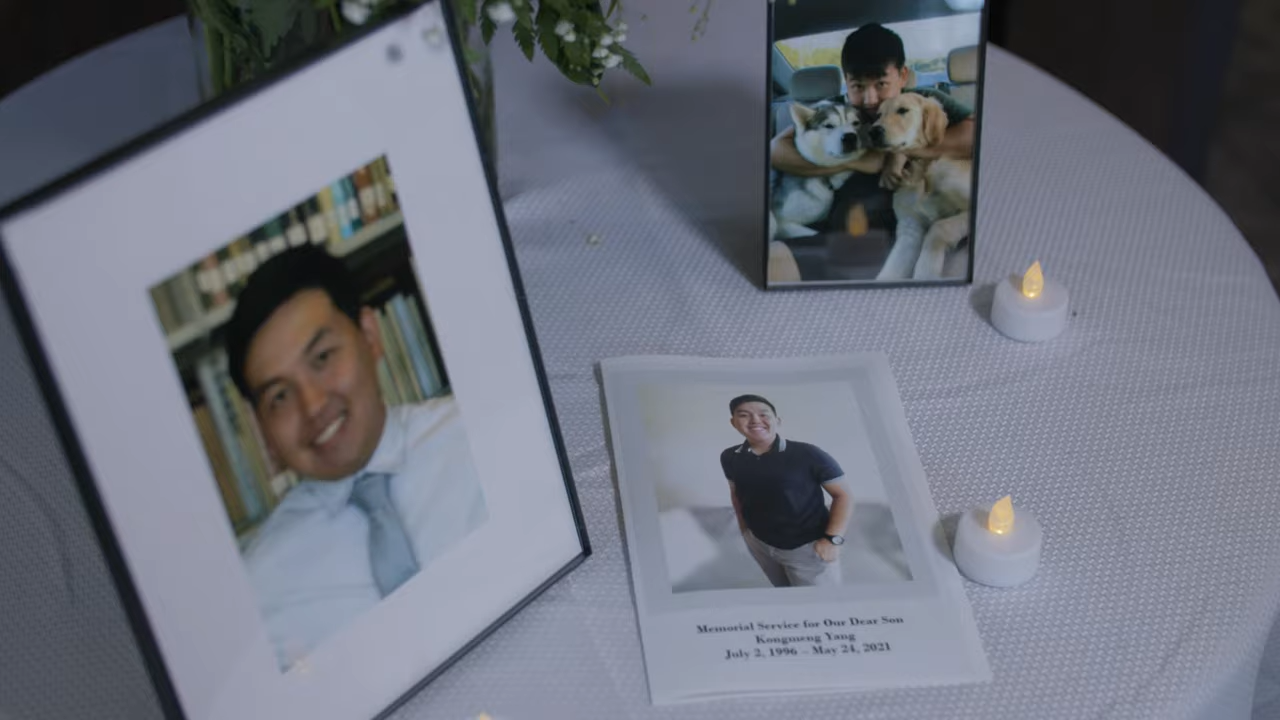 Memorial Service for Our Dear Son
Kongmeng Yang
July 2, 1996 - May 24, 2021